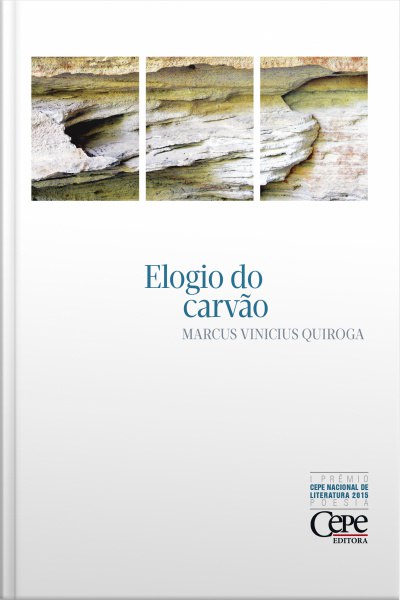 Elogio do
carvão
MARCUS VINICIUS QUIROGA
I PRÊMIO
CEPE NACIONAL DE
LITERATURA 2015
POESIA
Cepe
EDITORA